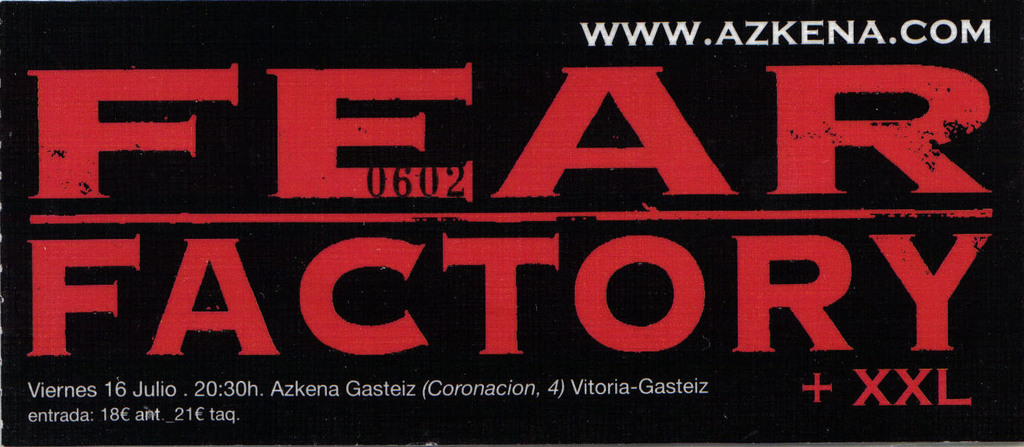 WWW.AZKENA.COM
FEAR
0602
FACTORY
Viernes 16 Julio . 20:30h. Azkena Gasteiz (Coronacion, 4) Vitoria-Gasteiz
entrada: 18€ ant._21€ taq.
+ XXL